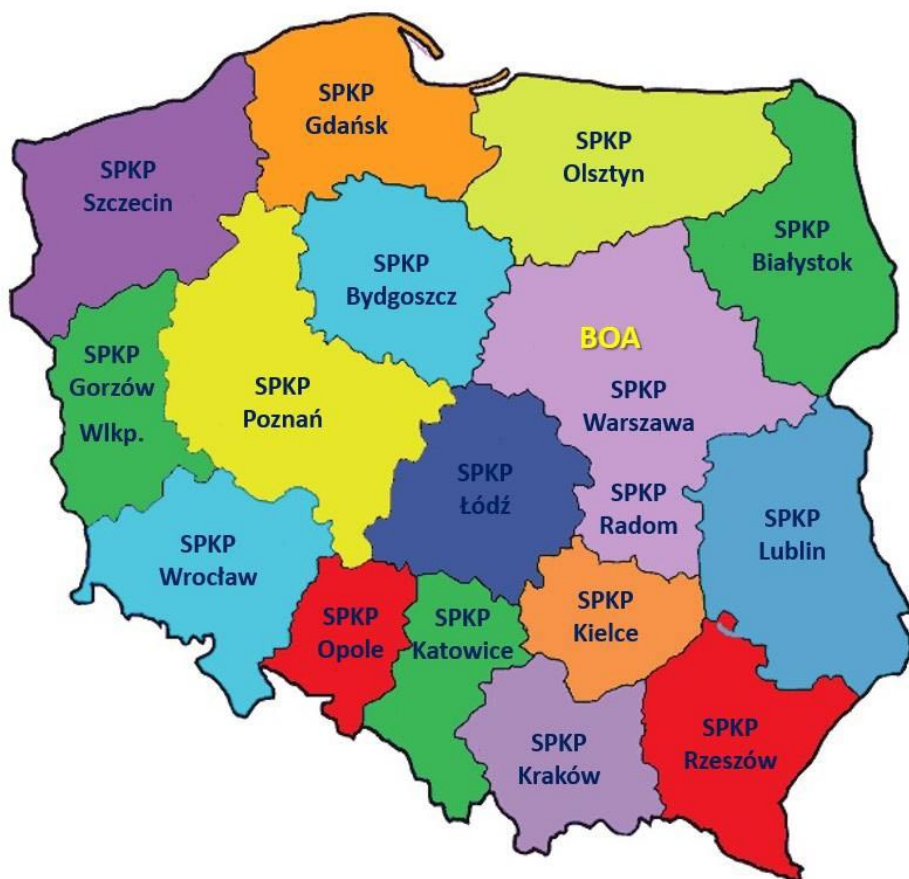 SPKP
Gdańsk
SPKP
Olsztyn
SPKP
Szczecin
SPKP
Białystok
SPKP
Bydgoszcz
BOA
SPKP
Gorzów
Wlkp.
SPKP
Poznań
SPKP
Warszawa
SPKP
Łódź
SPKP
Radom
SPKP
Lublin
SPKP
Wrocław
SPKP
Opole
SPKP
Katowice
SPKP
Kielce
SPKP
Kraków
SPKP
Rzeszów